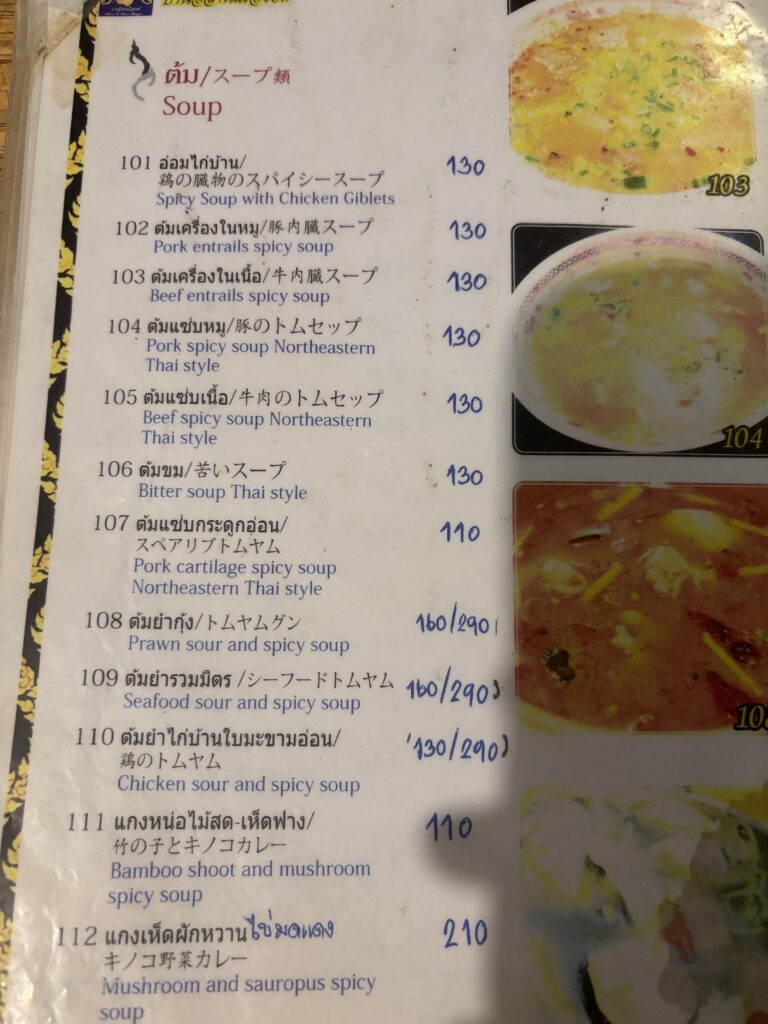 ต้ม/スープ類
Soup
101 อ่อมไก่บ้าน/
鶏の臓物のスパイシースープ 130
Spicy Soup with Chicken Giblets
102 ต้มเครื่องในหมู/豚内臓スープ 130
Pork entrails spicy soup
103 ต้มเครื่องในเนื้อ/牛内臓スープ 130
Beef entrails spicy soup
104 ต้มแซ่บหมู/豚のトムセップ 130
Pork spicy soup Northeastern
Thai style
105 ต้มแซ่บเนื้อ/牛肉のトムセップ 130
Beef spicy soup Northeastern
Thai style
106 ต้มขม/苦いスープ 130
Bitter soup Thai style
107 ต้มแซ่บกระดูกอ่อน/ 110
スペアリブトムヤム
Pork cartilage spicy soup
Northeastern Thai style
108 ต้มยำกุ้ง/トムヤムグン 160/290
Prawn sour and spicy soup
109 ต้มยำรวมมิตร /シーフードトムヤム 160/290
Seafood sour and spicy soup
110 ต้มยำไก่บ้านใบมะขามอ่อน/ 130/290
鶏のトムヤム
Chicken sour and spicy soup
111 แกงหน่อไม้สด-เห็ดฟาง/ 110
竹の子とキノコカレー
Bamboo shoot and mushroom
spicy soup
112 แกงเห็ดผักหวานไข่มดแดง 210
キノコ野菜カレー
Mushroom and sauropus spicy
soup
103
104